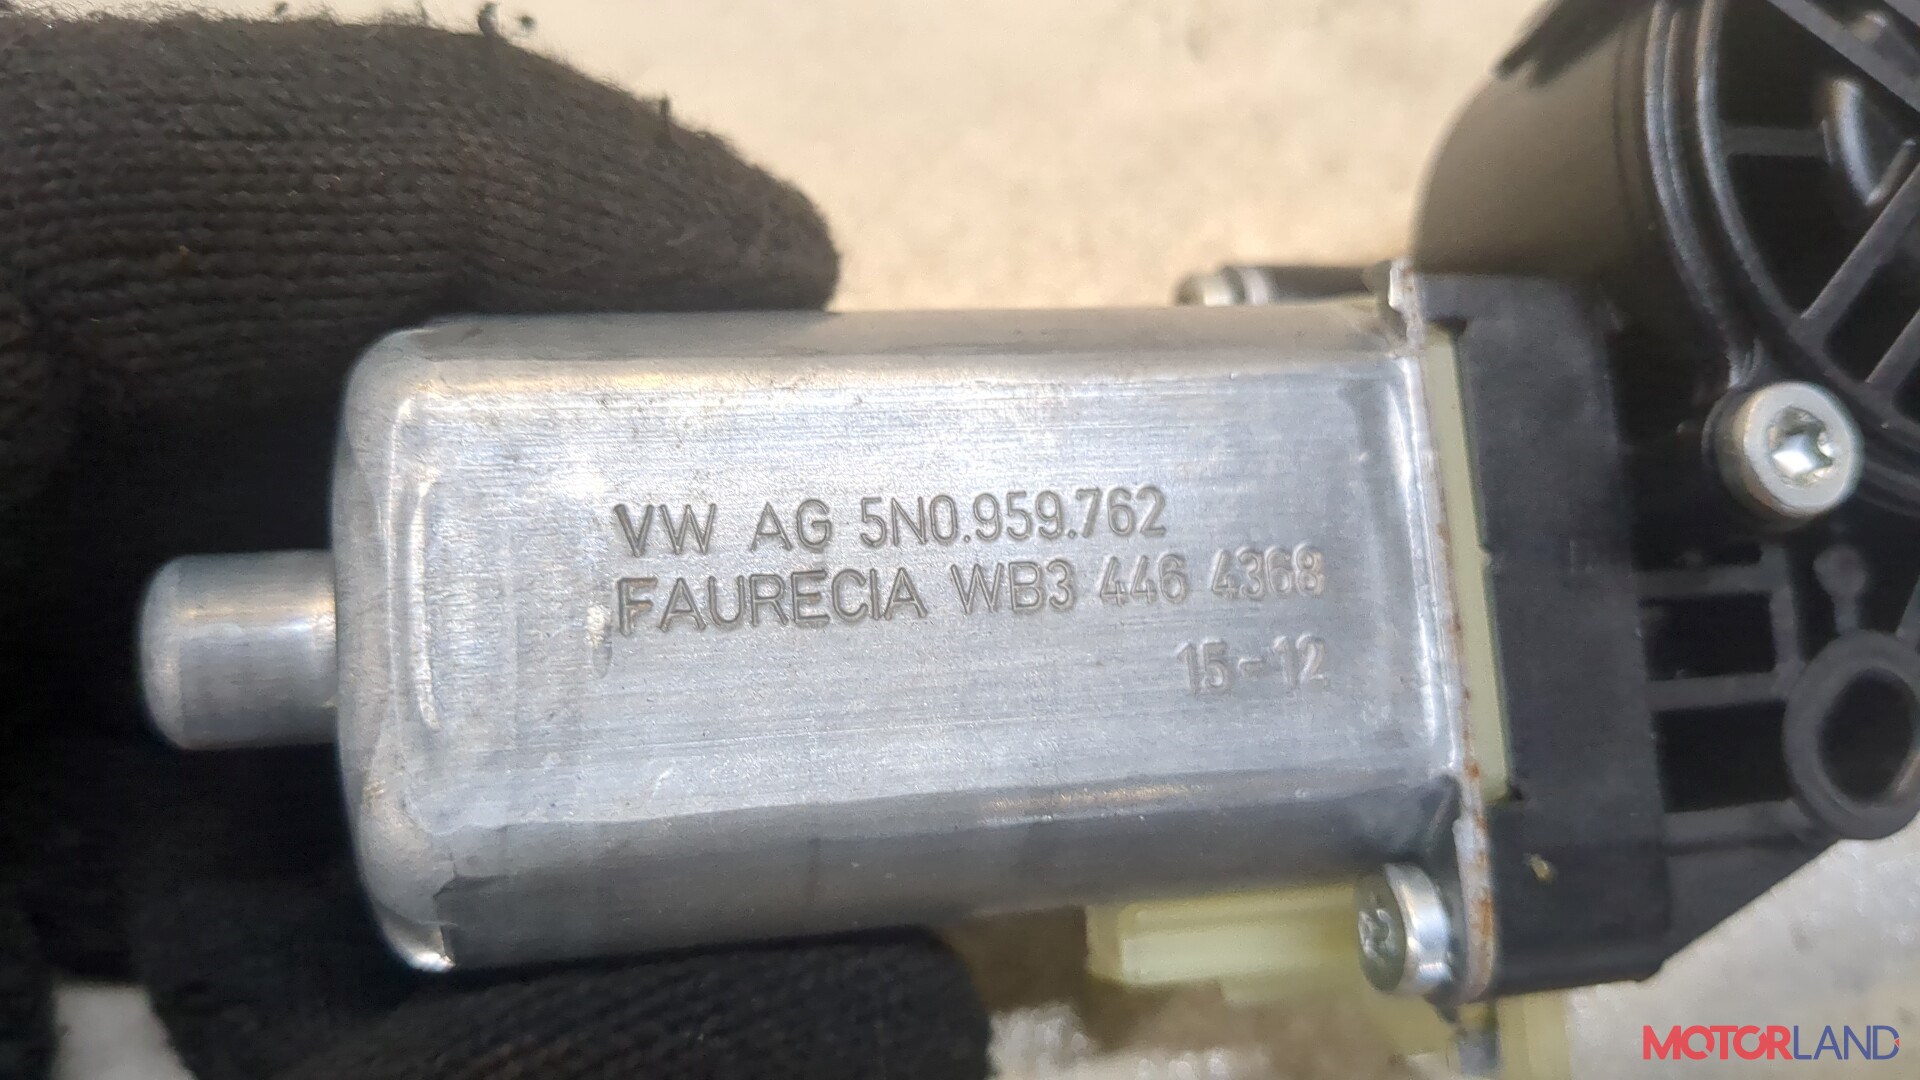 VW AG 5N0.959.762
FAURECIA WB3 446 4368
15-12
MOTORLAND